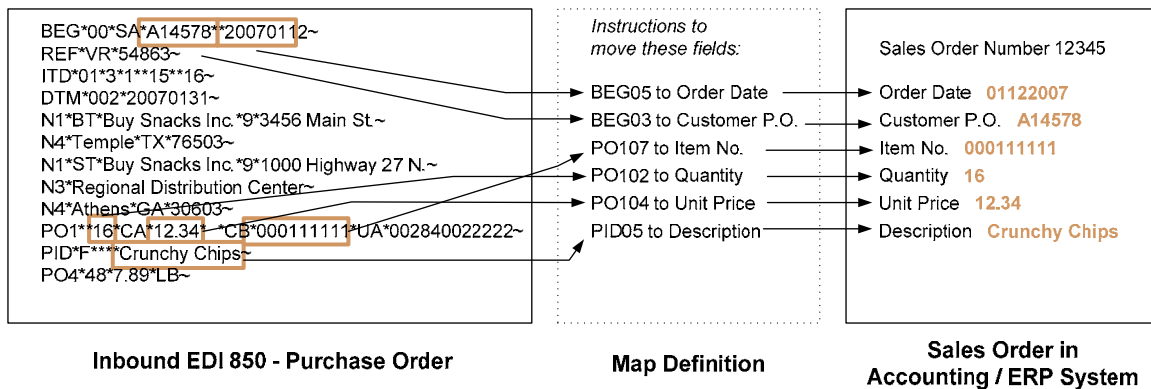 BEG*00*SA*A14578**20070112~
REF*VR*54863~
ITD*01*3*1**15**16~
DTM*002*20070131~
N1*BT*Buy Snacks Inc.*9*3456 Main St.~
N4*Temple*TX*76503~
N1*ST*Buy Snacks Inc.*9*1000 Highway 27 N.~
N3*Regional Distribution Center~
N4*Athens*GA*30603~
PO1**16*CA*12.34* *CB*000111111*UA*002840022222~
PID*F****Crunchy Chips~
PO4*48*7.89*LB~
Inbound EDI 850 - Purchase Order
Instructions to
move these fields:
BEG05 to Order Date
BEG03 to Customer P.O.
PO107 to Item No.
PO102 to Quantity
PO104 to Unit Price
PID05 to Description
Map Definition
Sales Order Number 12345
Order Date 01122007
Customer P.O. A14578
Item No. 000111111
Quantity 16
Unit Price 12.34
Description Crunchy Chips
Sales Order in
Accounting / ERP System